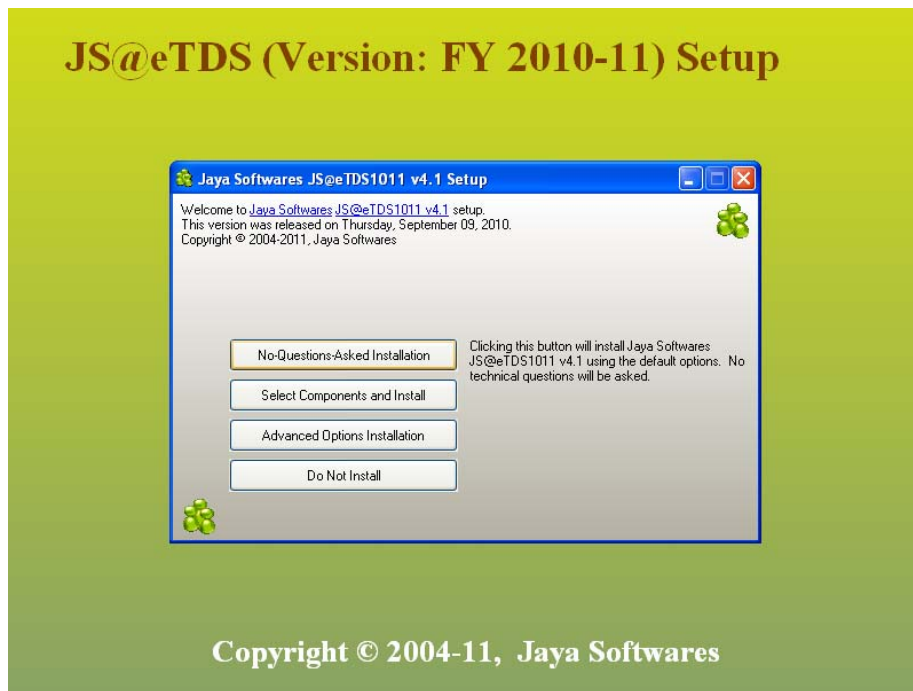 JS@eTDS (Version: FY 2010-11) Setup
Jaya Softwares JS@eTDS1011 v4.1 Setup
Welcome to Jaya Softwares JS@eTDS1011 v4.1 setup.
This version was released on Thursday, September 09, 2010.
Copyright © 2004-2011, Jaya Softwares
No-Questions-Asked Installation
Clicking this button will install Jaya Softwares
JS@eTDS1011 v4.1 using the default options. No
technical questions will be asked.
Select Components and Install
Advanced Options Installation
Do Not Install
Copyright © 2004-11, Jaya Softwares